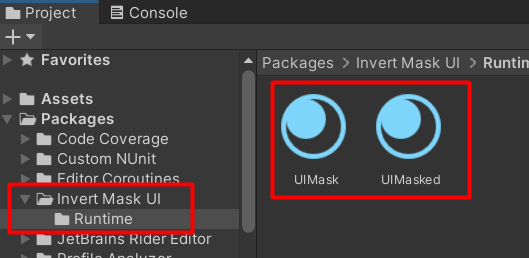 Project
Console
Favorites
Assets
Packages
Code Coverage
Custom NUnit
Editor Coroutines
Invert Mask UI
Runtime
JetBrains Rider Editor
Profile Analyzer
Packages > Invert Mask UI > Runtim
UIMask UIMasked